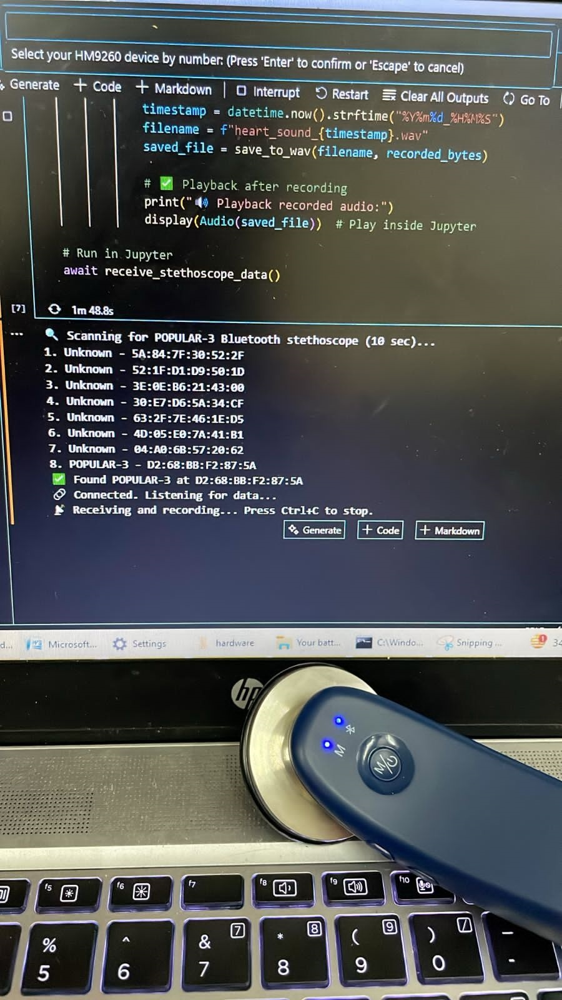 Select your HM9260 device by number: (Press 'Enter' to confirm or 'Escape' to cancel)
Generate + Code + Markdown | Interrupt Restart Clear All Outputs Go To
timestamp = datetime.now().strftime("%Y%m%d_%H%M%S")
filename = f"heart_sound_{timestamp}.wav"
saved_file = save_to_wav(filename, recorded_bytes)
# ✅ Playback after recording
print("🔊 Playback recorded audio:")
display(Audio(saved_file)) # Play inside Jupyter
# Run in Jupyter
await receive_stethoscope_data()
[7] 1m 48.8s
... 🔍 Scanning for POPULAR-3 Bluetooth stethoscope (10 sec)...
1. Unknown - 5A:84:7F:30:52:2F
2. Unknown - 52:1F:D1:D9:50:1D
3. Unknown - 3E:0E:B6:21:43:00
4. Unknown - 30:E7:D6:5A:34:CF
5. Unknown - 63:2F:7E:46:1E:D5
6. Unknown - 4D:05:E0:7A:41:B1
7. Unknown - 04:A0:6B:57:20:62
8. POPULAR-3 - D2:68:BB:F2:87:5A
✅ Found POPULAR-3 at D2:68:BB:F2:87:5A
🔗 Connected. Listening for data...
📡 Receiving and recording... Press Ctrl+C to stop.
Generate + Code + Markdown
d... Microsoft... Settings hardware Your batt... C:\Windo... Snipping ... 1 34
hp
M
M/⏻
f5 f6 f7 f8 f9 f10
% ^ & 7 * 8 ( 9 ) / _
5 6 7 8 9 0 -